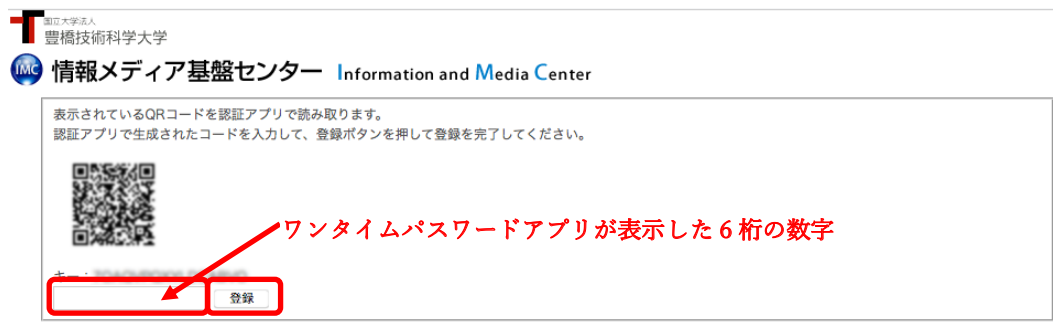 国立大学法人
豊橋技術科学大学
IMC 情報メディア基盤センター Information and Media Center
表示されているQRコードを認証アプリで読み取ります。
認証アプリで生成されたコードを入力して、登録ボタンを押して登録を完了してください。
ワンタイムパスワードアプリが表示した6桁の数字
キー:
登録